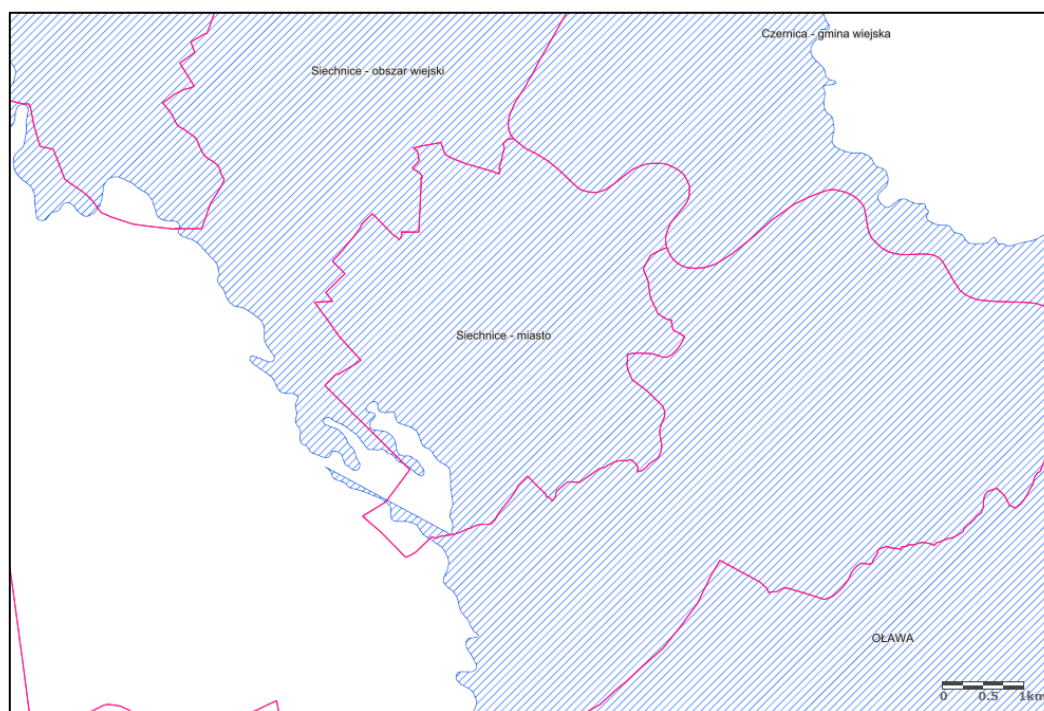 Czernica - gmina wiejska
Siechnice - obszar wiejski
Siechnice - miasto
OŁAWA
0 0.5 1km